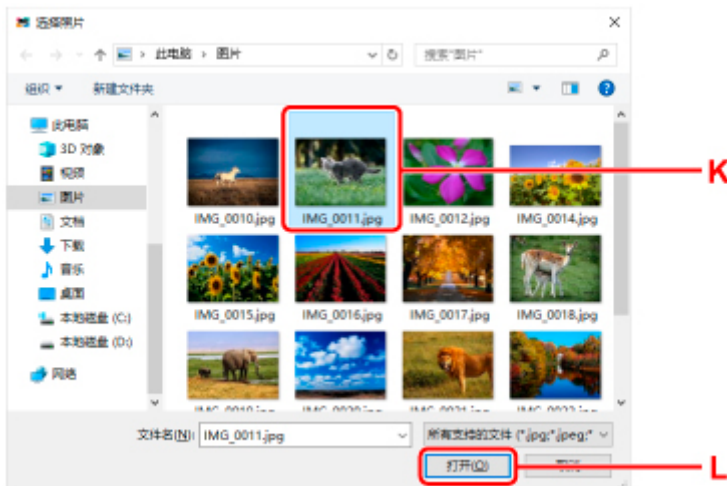 选择照片
此电脑 › 图片
搜索"图片"
组织 新建文件夹
此电脑
3D 对象
视频
图片
文档
下载
音乐
桌面
本地磁盘 (C:)
本地磁盘 (D:)
网络
IMG_0010.jpg IMG_0011.jpg IMG_0012.jpg IMG_0014.jpg
K
IMG_0015.jpg IMG_0016.jpg IMG_0017.jpg IMG_0018.jpg
文件名(N): IMG_0011.jpg
所有支持的文件 (*.jpg;*.jpeg;*
打开(O)
L